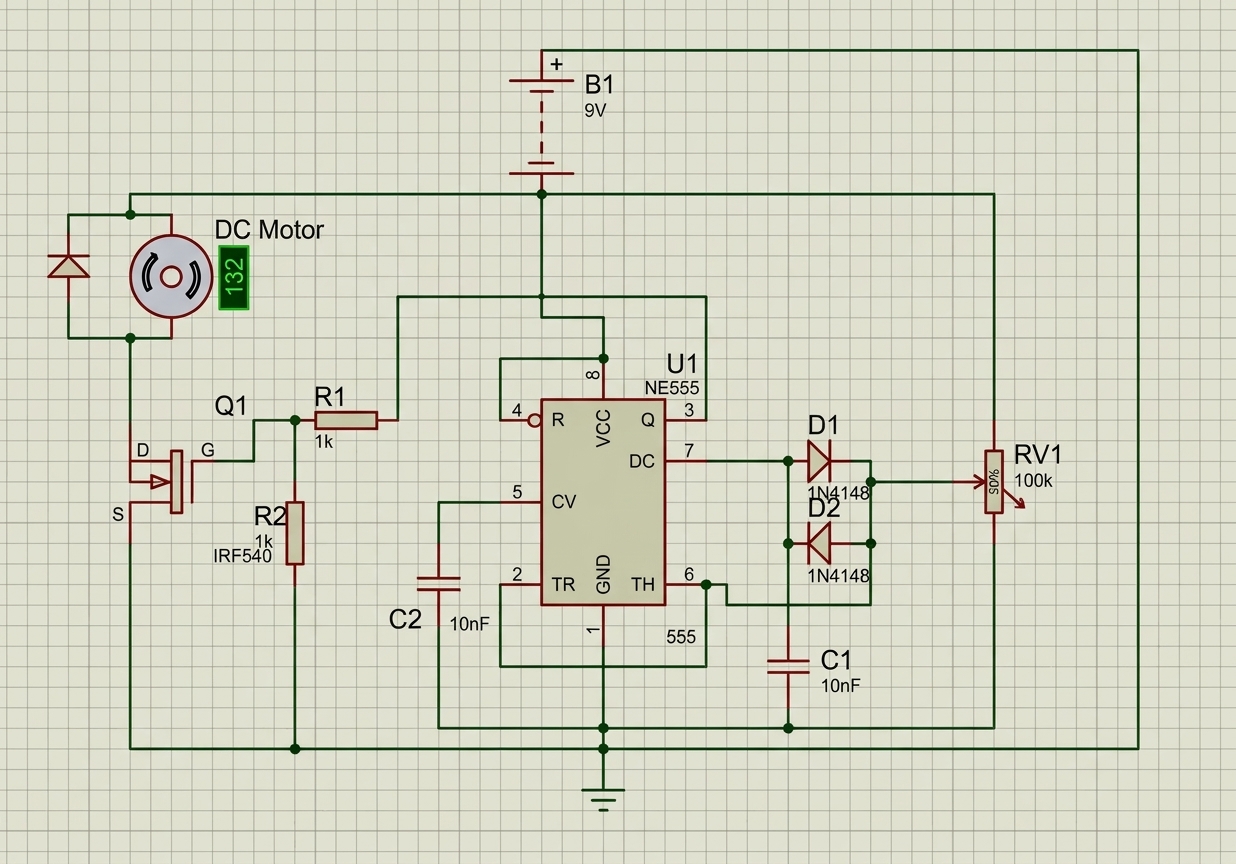 +
B1
9V
DC Motor
132
Q1
D
G
S
R1
1k
R2
1k
IRF540
U1
NE555
8
VCC
4
R
Q
3
DC
7
5
CV
2
TR
GND
TH
6
1
555
C2
10nF
D1
1N4148
D2
1N4148
C1
10nF
RV1
100k
50%